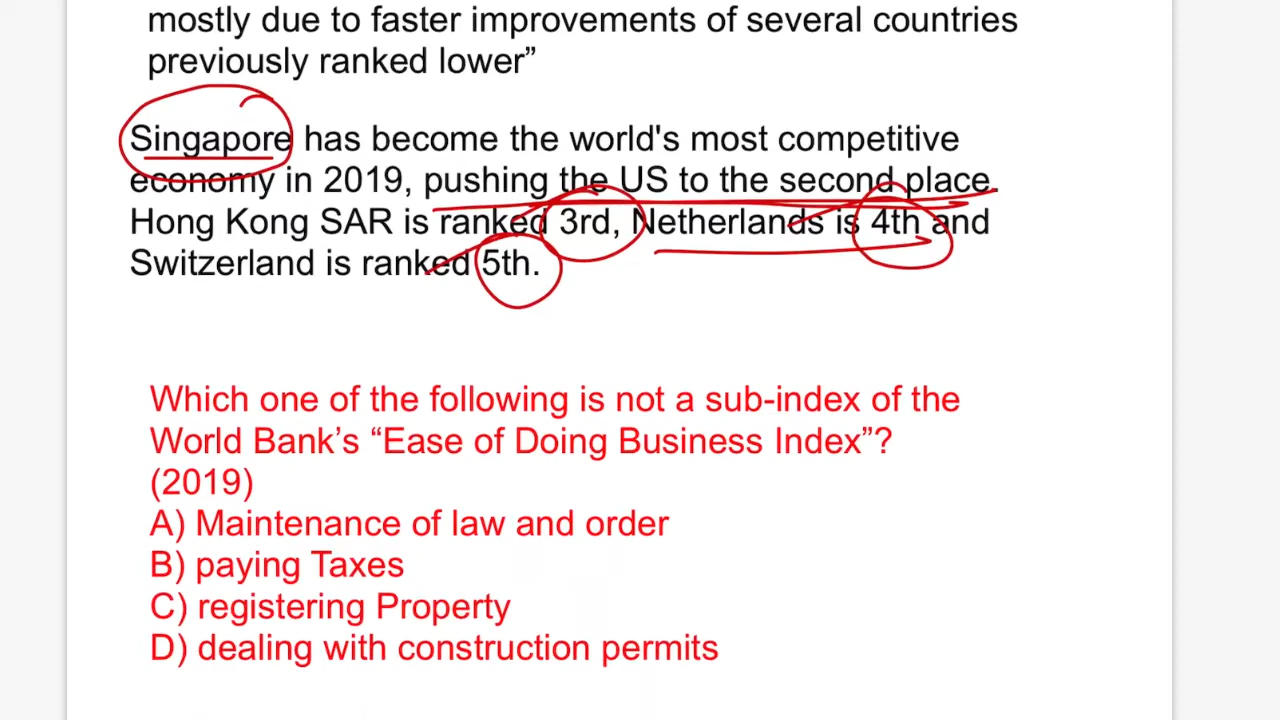 mostly due to faster improvements of several countries
previously ranked lower”
Singapore has become the world's most competitive
economy in 2019, pushing the US to the second place.
Hong Kong SAR is ranked 3rd, Netherlands is 4th and
Switzerland is ranked 5th.
Which one of the following is not a sub-index of the
World Bank’s “Ease of Doing Business Index”?
(2019)
A) Maintenance of law and order
B) paying Taxes
C) registering Property
D) dealing with construction permits